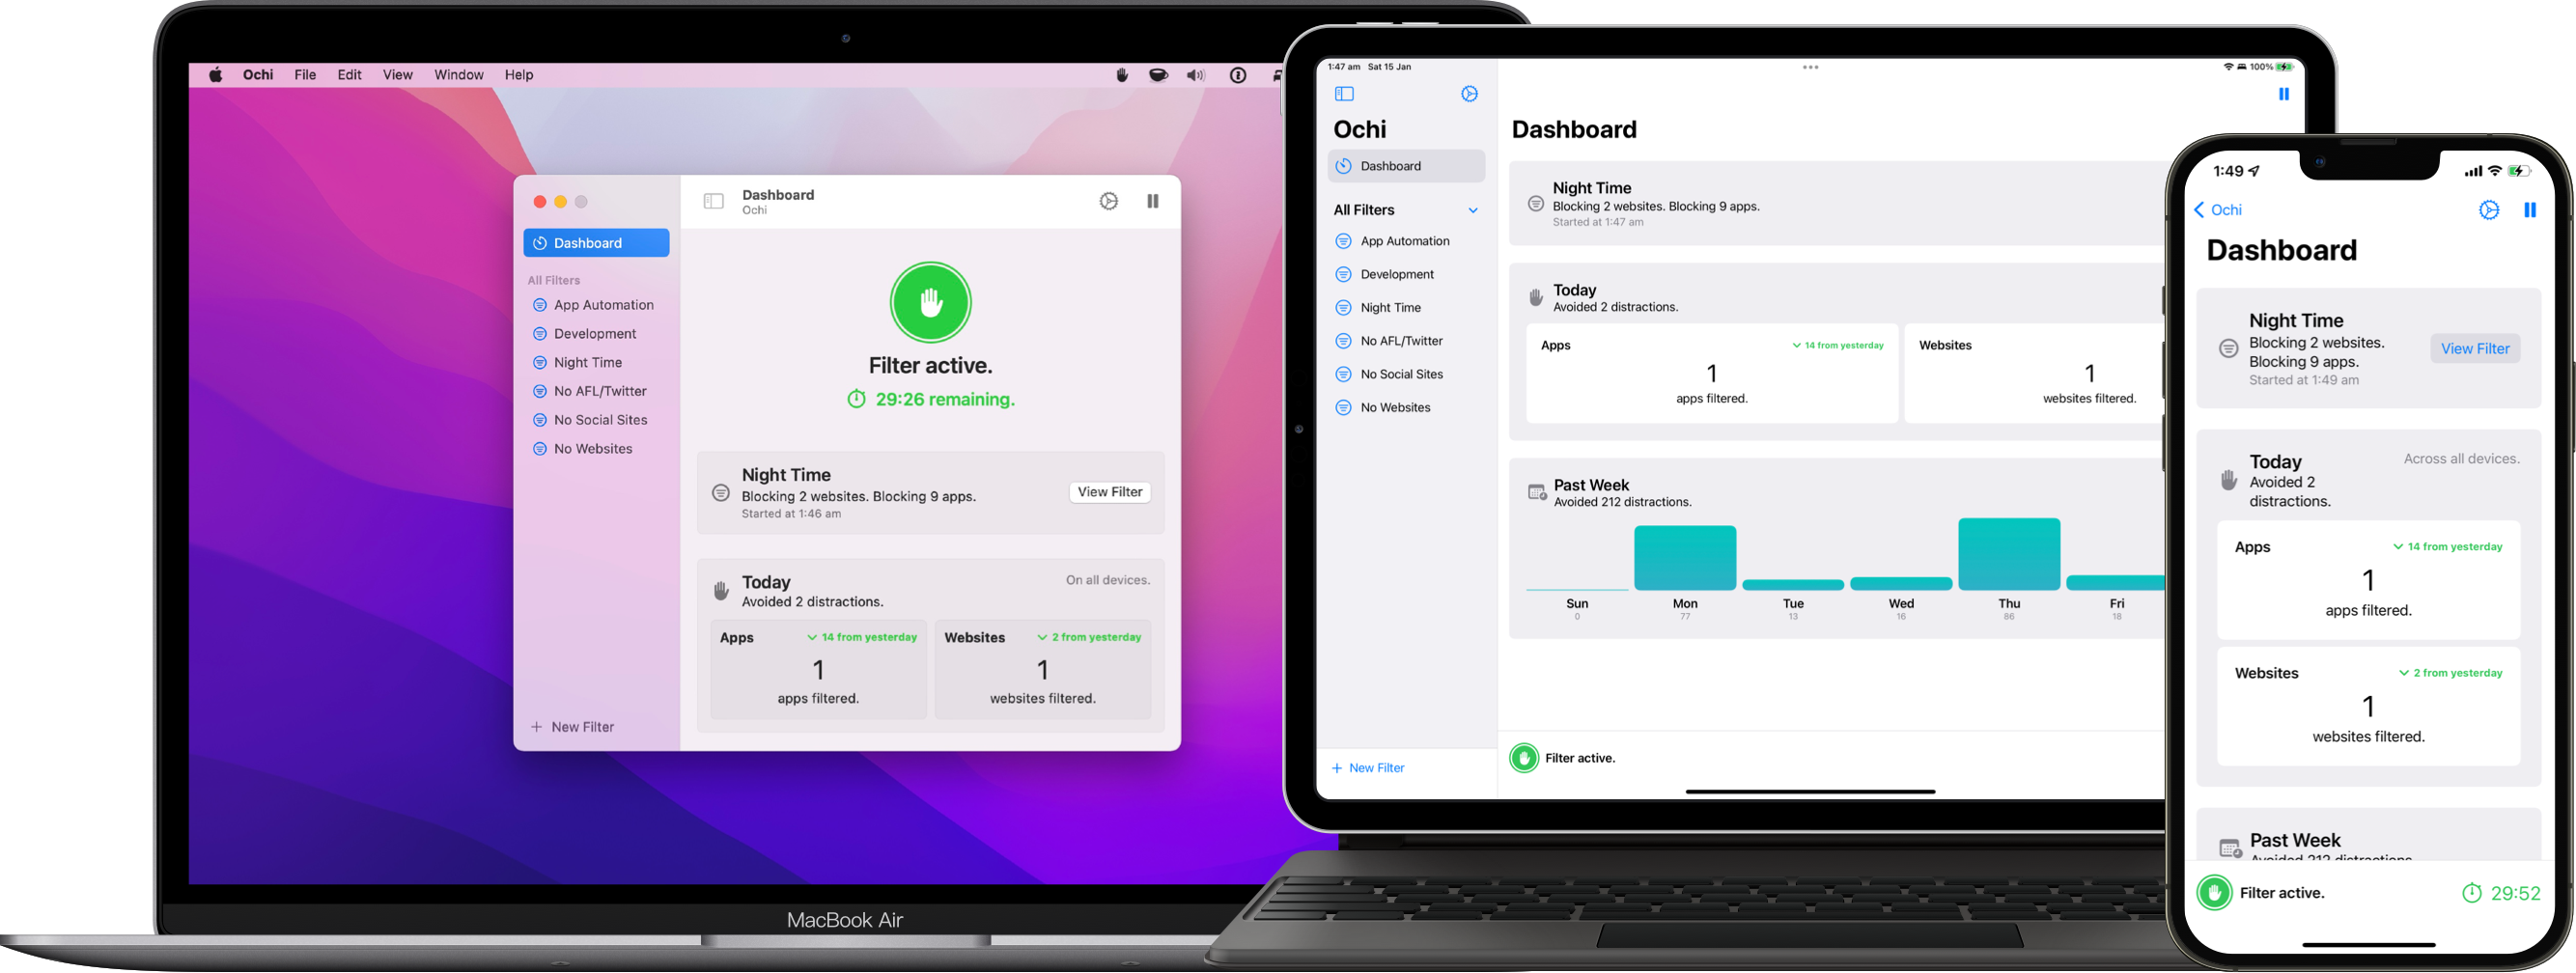 Ochi File Edit View Window Help
Dashboard
Ochi
Dashboard
All Filters
App Automation
Development
Night Time
No AFL/Twitter
No Social Sites
No Websites
+ New Filter
Filter active.
29:26 remaining.
Night Time
Blocking 2 websites. Blocking 9 apps.
Started at 1:46 am
View Filter
Today
On all devices.
Avoided 2 distractions.
Apps
14 from yesterday
1
apps filtered.
Websites
2 from yesterday
1
websites filtered.
MacBook Air
1:47 am Sat 15 Jan
100%
Ochi
Dashboard
All Filters
App Automation
Development
Night Time
No AFL/Twitter
No Social Sites
No Websites
+ New Filter
Dashboard
Night Time
Blocking 2 websites. Blocking 9 apps.
Started at 1:47 am
Today
Avoided 2 distractions.
Apps
14 from yesterday
1
apps filtered.
Websites
1
websites filtered.
Past Week
Avoided 212 distractions.
Sun Mon Tue Wed Thu Fri
0 77 13 16 86 18
Filter active.
1:49
Ochi
Dashboard
Night Time
Blocking 2 websites.
Blocking 9 apps.
Started at 1:49 am
View Filter
Today
Across all devices.
Avoided 2
distractions.
Apps
14 from yesterday
1
apps filtered.
Websites
2 from yesterday
1
websites filtered.
Past Week
Avoided 212 distractions
Filter active.
29:52